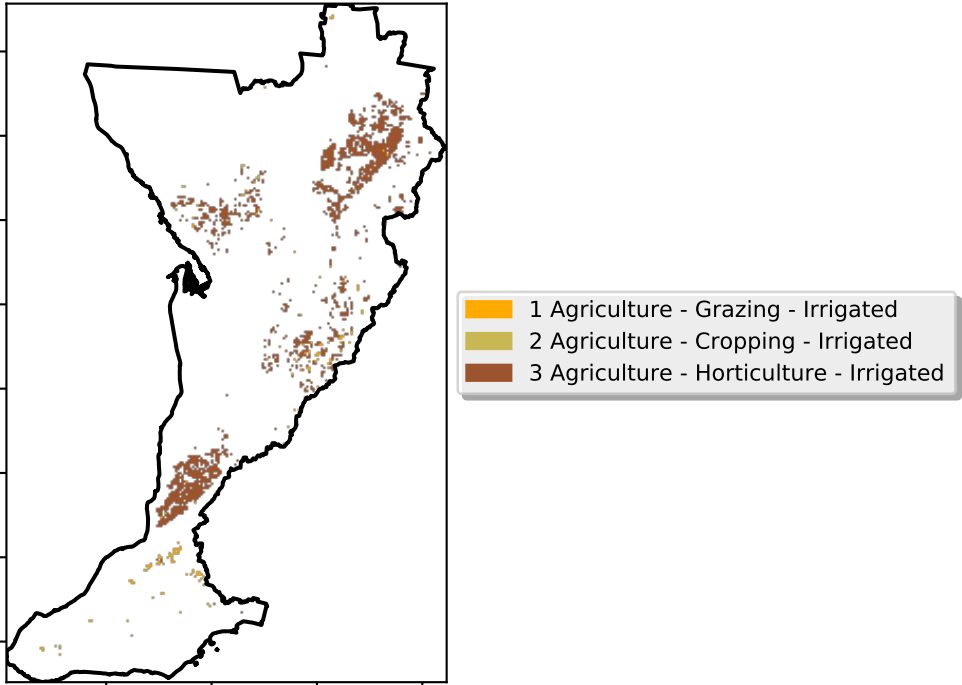 1 Agriculture - Grazing - Irrigated
2 Agriculture - Cropping - Irrigated
3 Agriculture - Horticulture - Irrigated